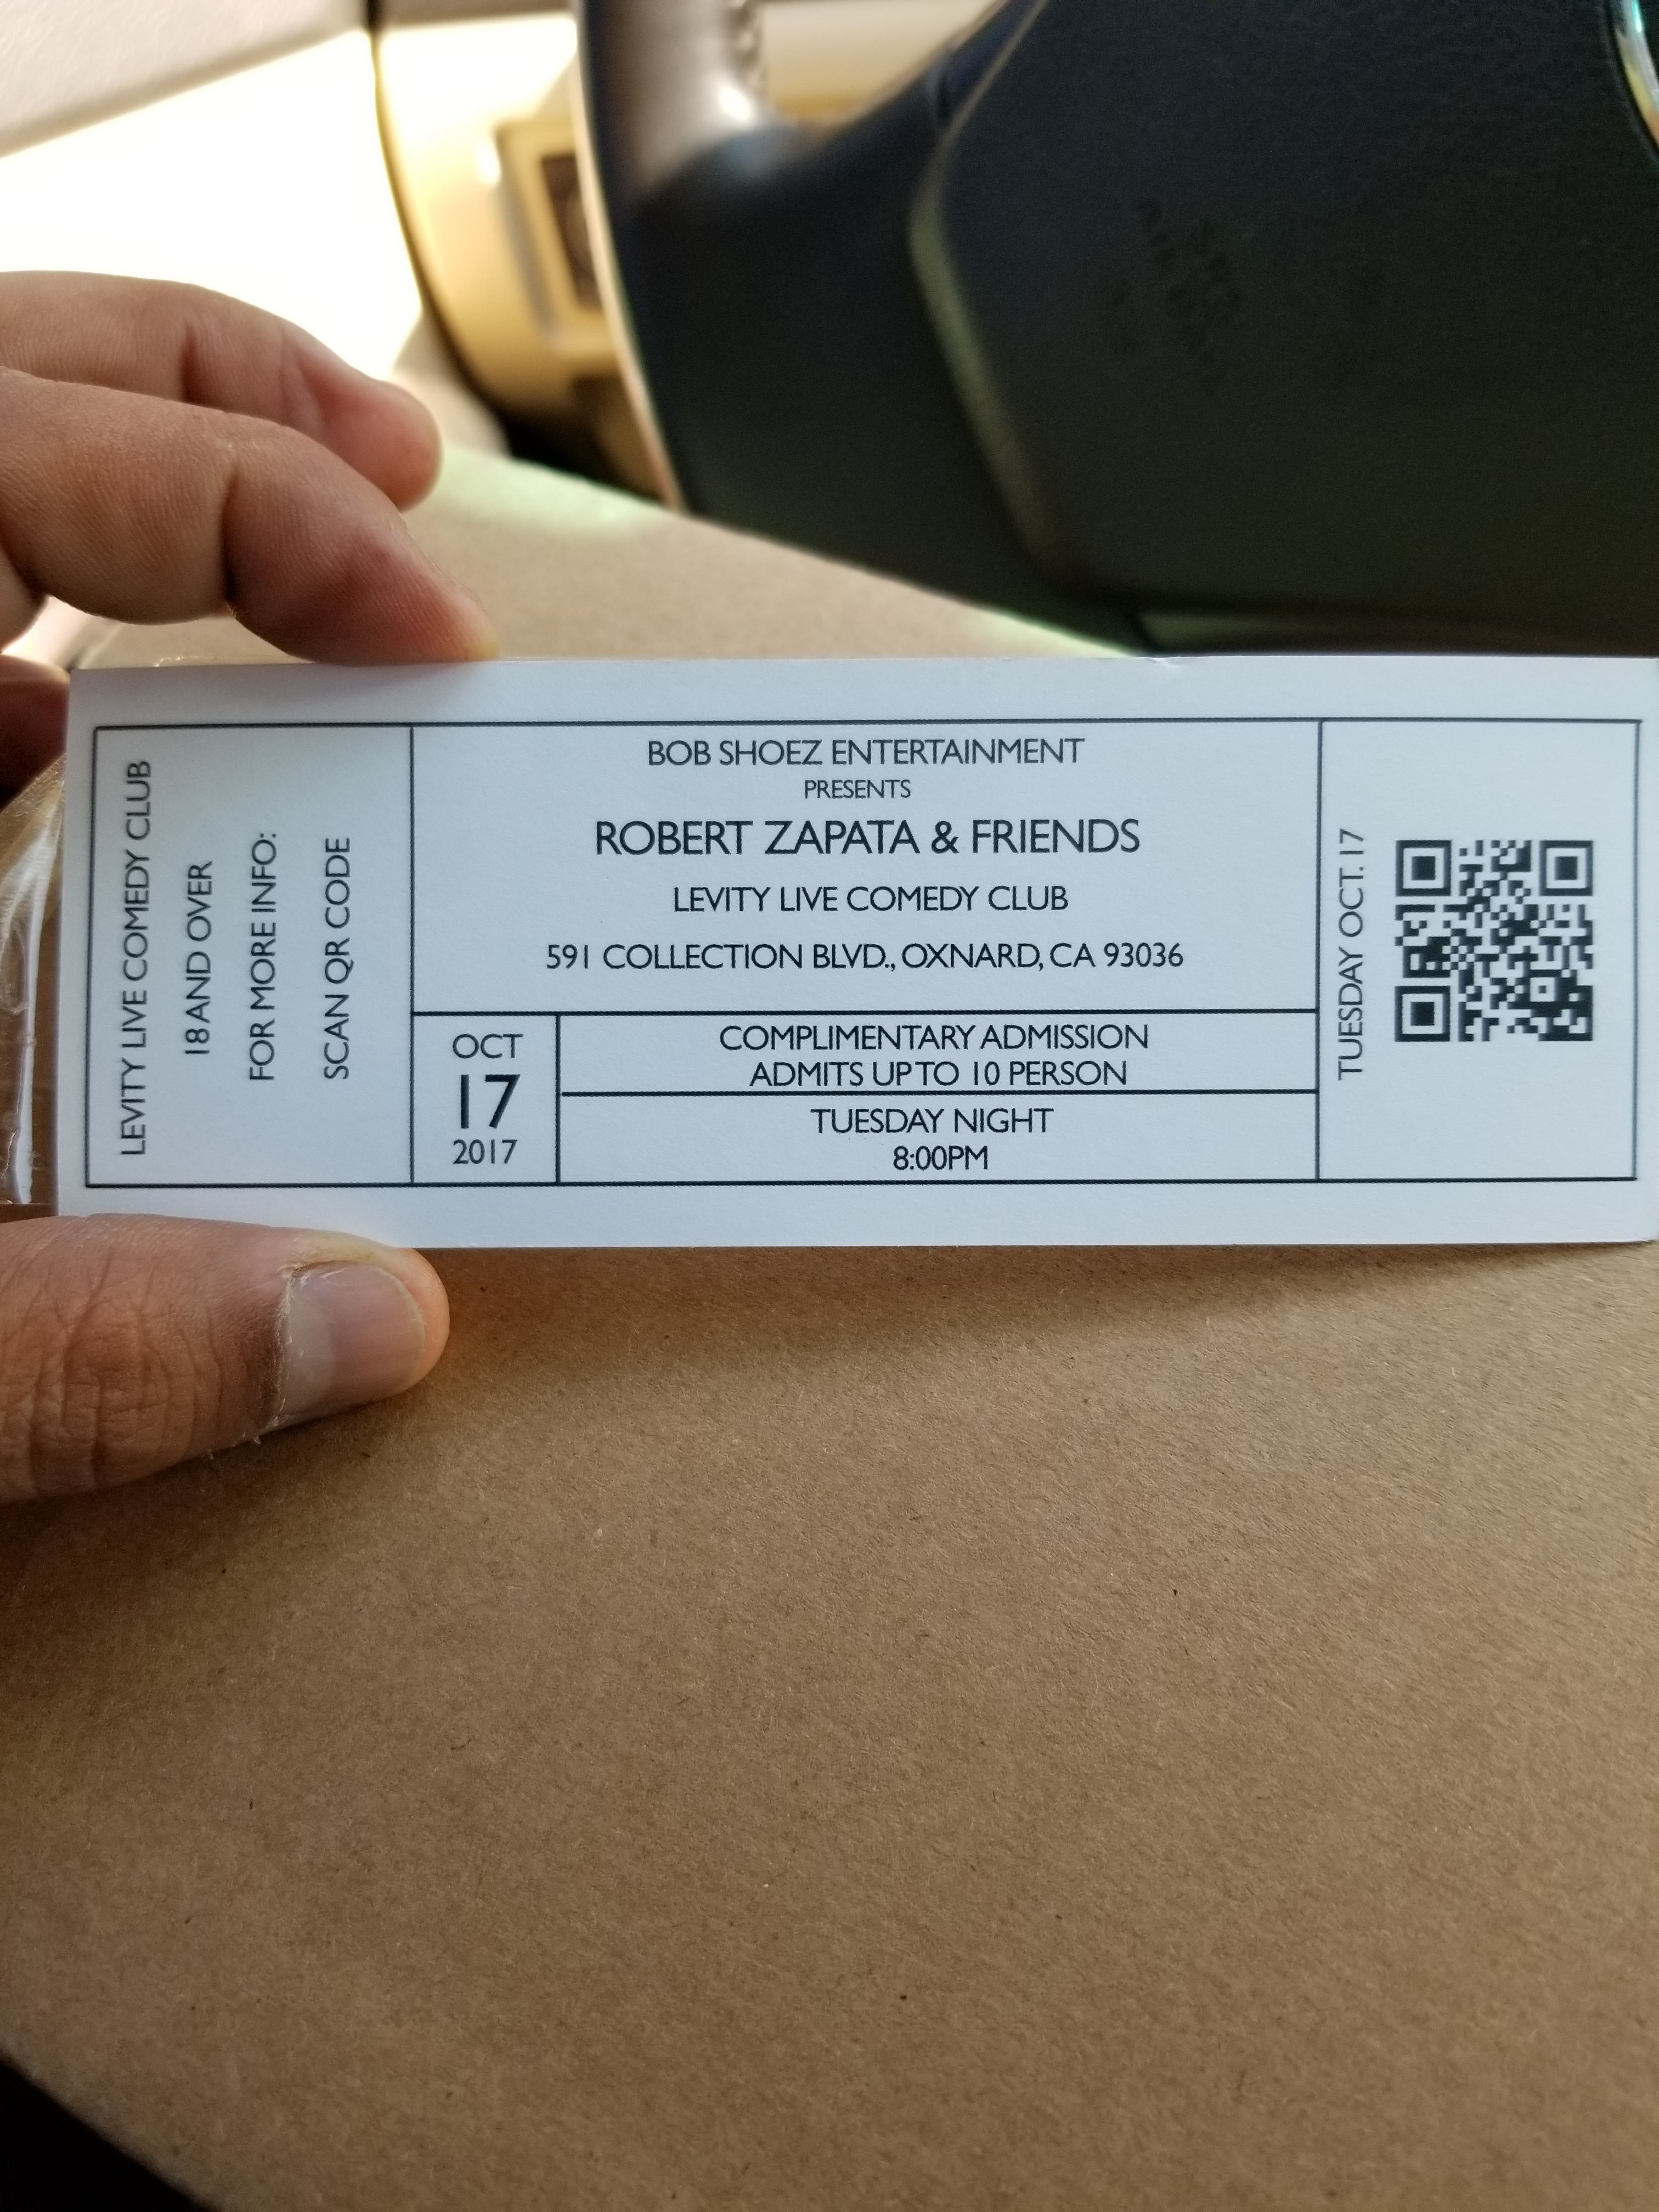 LEVITY LIVE COMEDY CLUB
18 AND OVER
FOR MORE INFO:
SCAN QR CODE
BOB SHOEZ ENTERTAINMENT
PRESENTS
ROBERT ZAPATA & FRIENDS
LEVITY LIVE COMEDY CLUB
591 COLLECTION BLVD., OXNARD, CA 93036
OCT
17
2017
COMPLIMENTARY ADMISSION
ADMITS UP TO 10 PERSON
TUESDAY NIGHT
8:00PM
TUESDAY OCT. 17